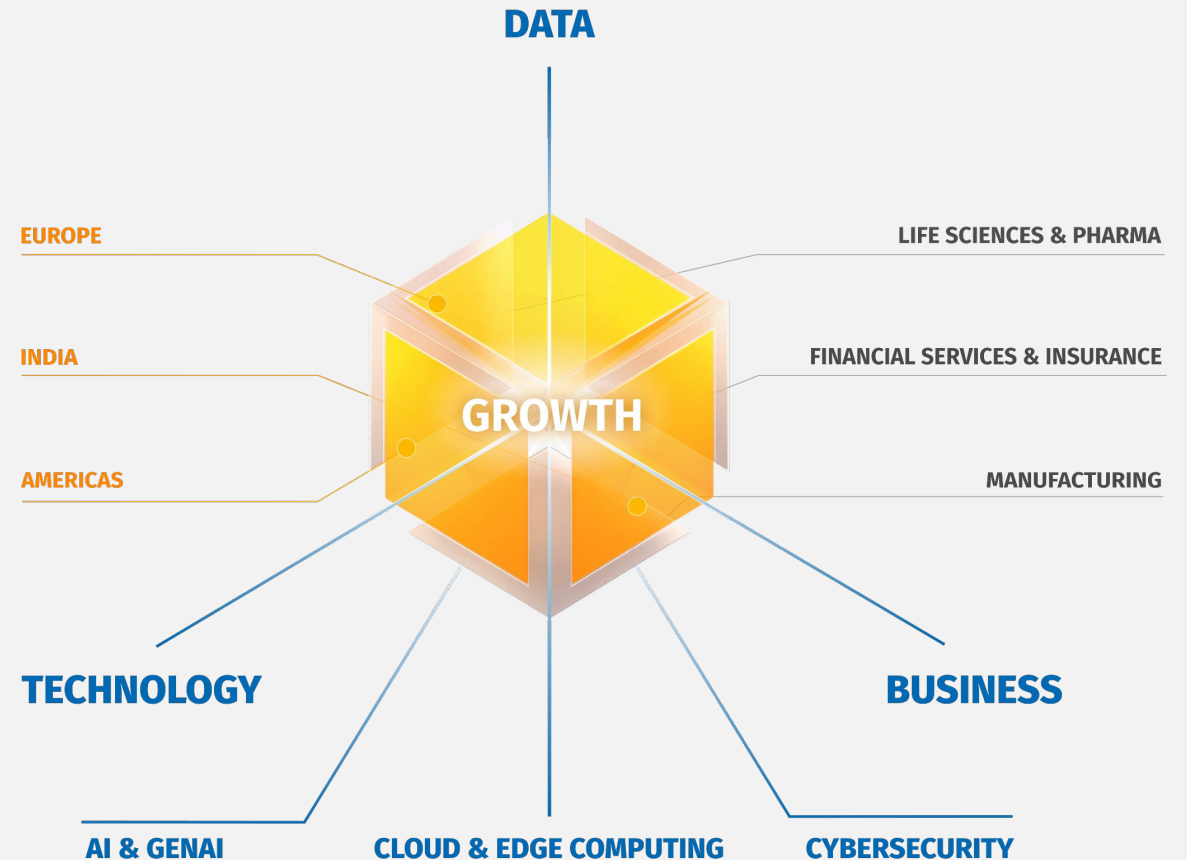 DATA
EUROPE
LIFE SCIENCES & PHARMA
INDIA
FINANCIAL SERVICES & INSURANCE
GROWTH
AMERICAS
MANUFACTURING
TECHNOLOGY
BUSINESS
AI & GENAI
CLOUD & EDGE COMPUTING
CYBERSECURITY